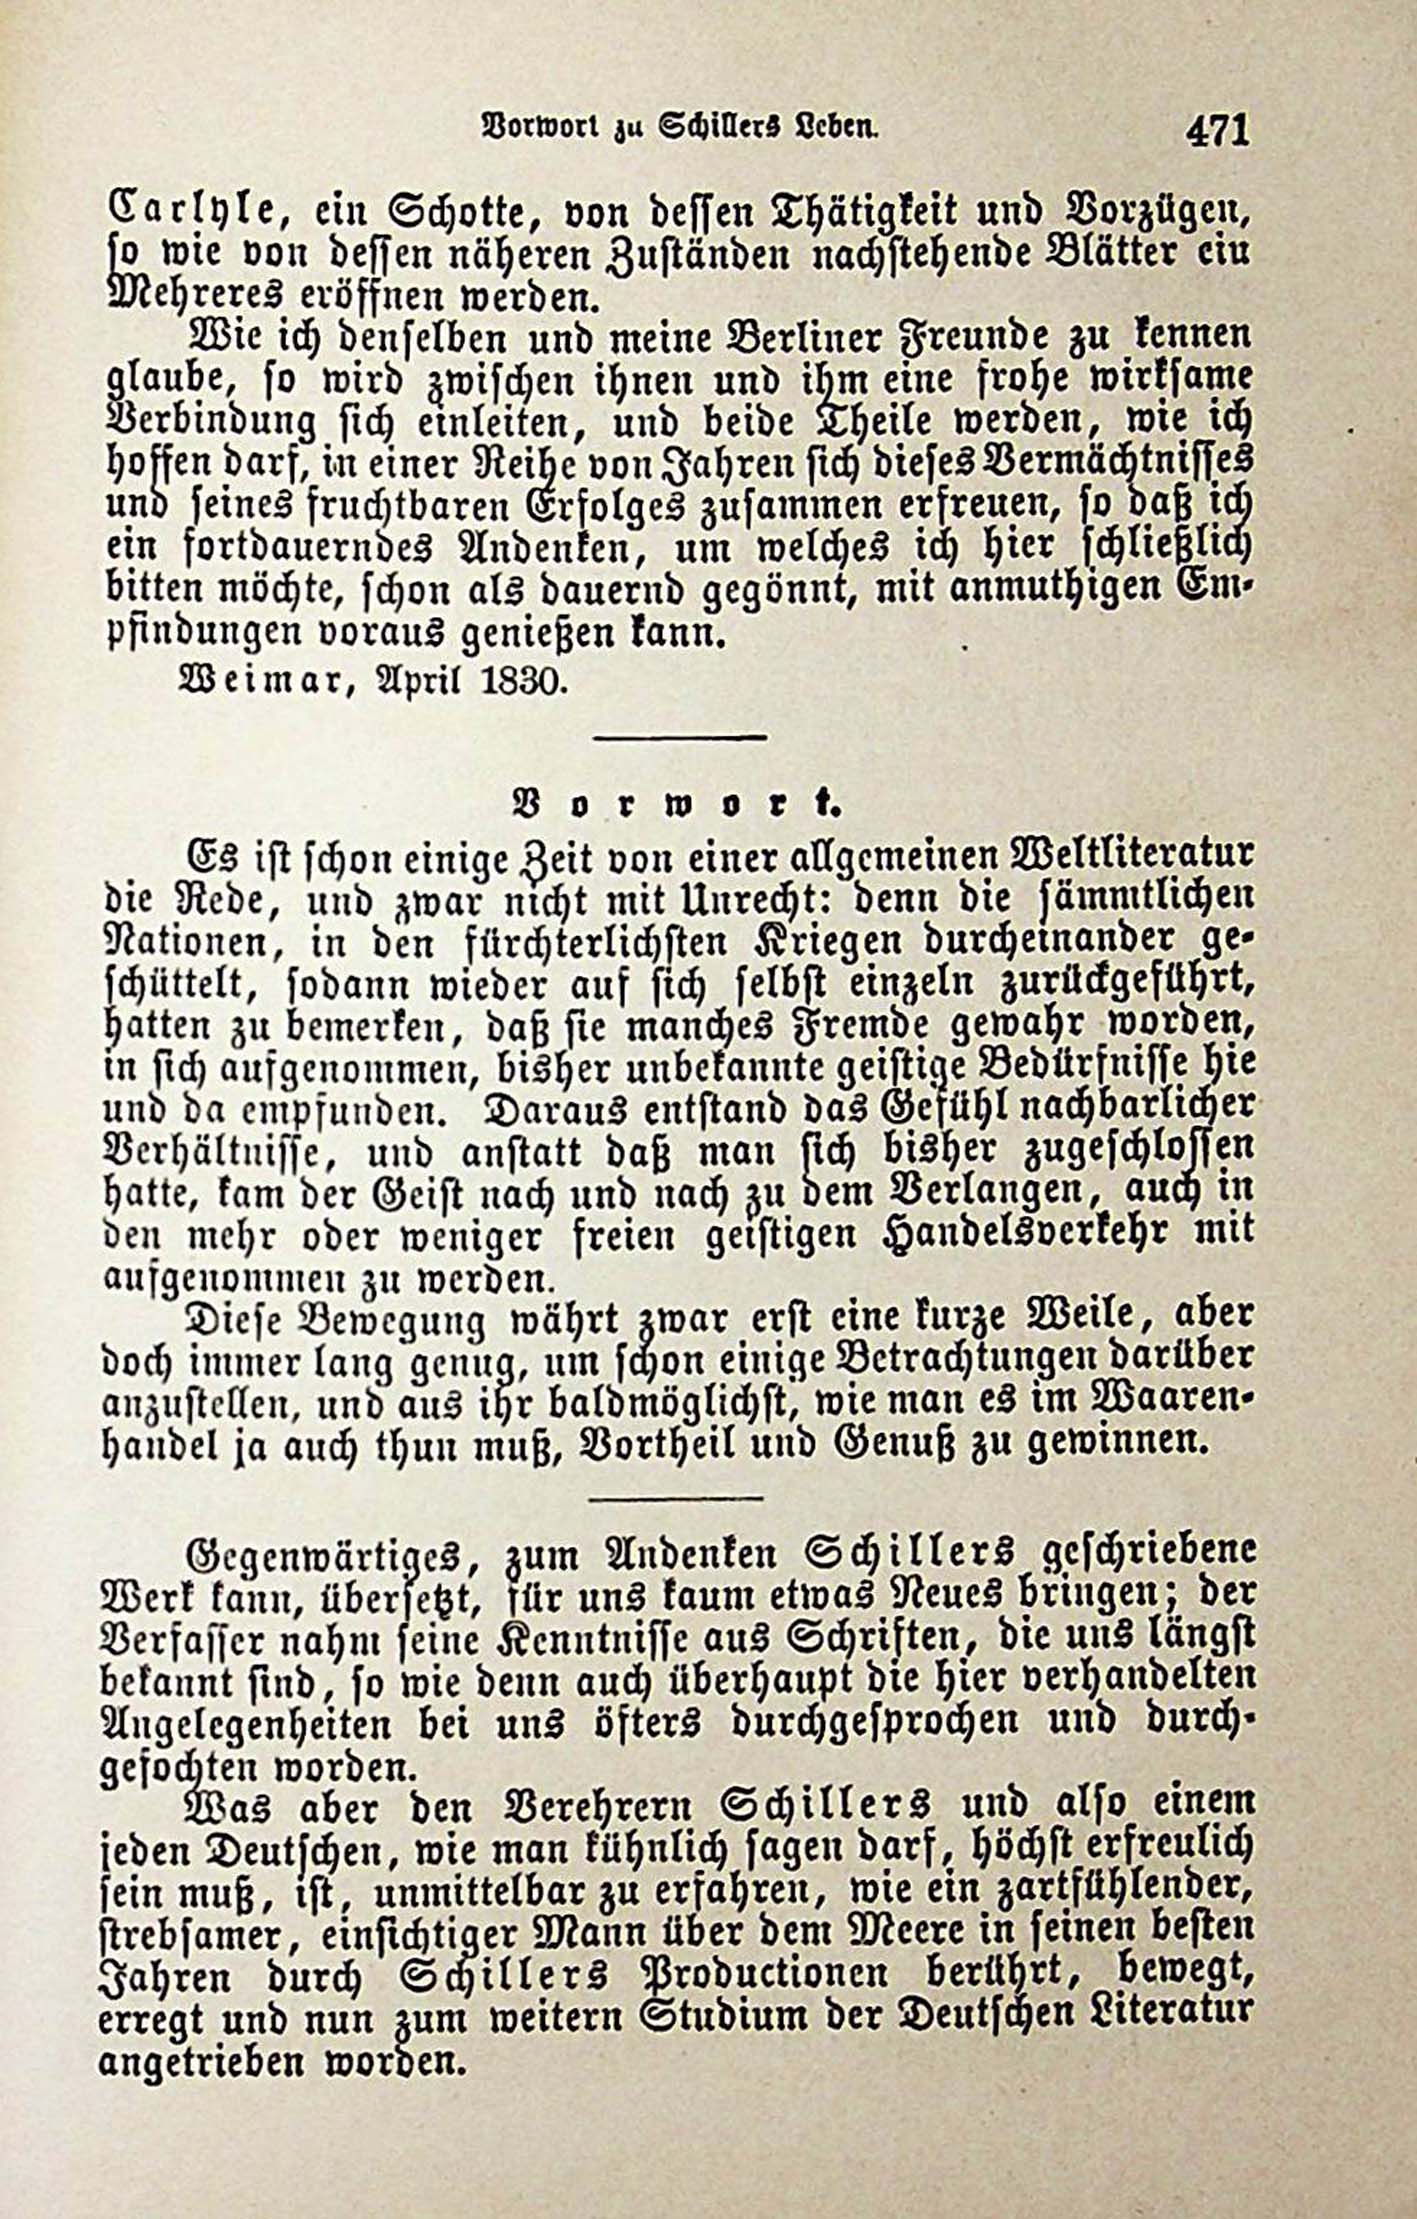 Vorwort zu Schillers Leben.
471
Carlyle, ein Schotte, von dessen Thätigkeit und Vorzügen,
so wie von dessen näheren Zuständen nachstehende Blätter ein
Mehreres eröffnen werden.
Wie ich denselben und meine Berliner Freunde zu kennen
glaube, so wird zwischen ihnen und ihm eine frohe wirksame
Verbindung sich einleiten, und beide Theile werden, wie ich
hoffen darf, in einer Reihe von Jahren sich dieses Vermächtnisses
und seines fruchtbaren Erfolges zusammen erfreuen, so daß ich
ein fortdauerndes Andenken, um welches ich hier schließlich
bitten möchte, schon als dauernd gegönnt, mit anmuthigen Em-
pfindungen voraus genießen kann.
Weimar, April 1830.
Vorwort.
Es ist schon einige Zeit von einer allgemeinen Weltliteratur
die Rede, und zwar nicht mit Unrecht: denn die sämmtlichen
Nationen, in den fürchterlichsten Kriegen durcheinander ge-
schüttelt, sodann wieder auf sich selbst einzeln zurückgeführt,
hatten zu bemerken, daß sie manches Fremde gewahr worden,
in sich aufgenommen, bisher unbekannte geistige Bedürfnisse hie
und da empfunden. Daraus entstand das Gefühl nachbarlicher
Verhältnisse, und anstatt daß man sich bisher zugeschlossen
hatte, kam der Geist nach und nach zu dem Verlangen, auch in
den mehr oder weniger freien geistigen Handelsverkehr mit
aufgenommen zu werden.
Diese Bewegung währt zwar erst eine kurze Weile, aber
doch immer lang genug, um schon einige Betrachtungen darüber
anzustellen, und aus ihr baldmöglichst, wie man es im Waaren-
handel ja auch thun muß, Vortheil und Genuß zu gewinnen.
Gegenwärtiges, zum Andenken Schillers geschriebene
Werk kann, übersetzt, für uns kaum etwas Neues bringen; der
Verfasser nahm seine Kenntnisse aus Schriften, die uns längst
bekannt sind, so wie denn auch überhaupt die hier verhandelten
Angelegenheiten bei uns öfters durchgesprochen und durch-
gefochten worden.
Was aber den Verehrern Schillers und also einem
jeden Deutschen, wie man kühnlich sagen darf, höchst erfreulich
sein muß, ist, unmittelbar zu erfahren, wie ein zartfühlender,
strebsamer, einsichtiger Mann über dem Meere in seinen besten
Jahren durch Schillers Productionen berührt, bewegt,
erregt und nun zum weitern Studium der Deutschen Literatur
angetrieben worden.